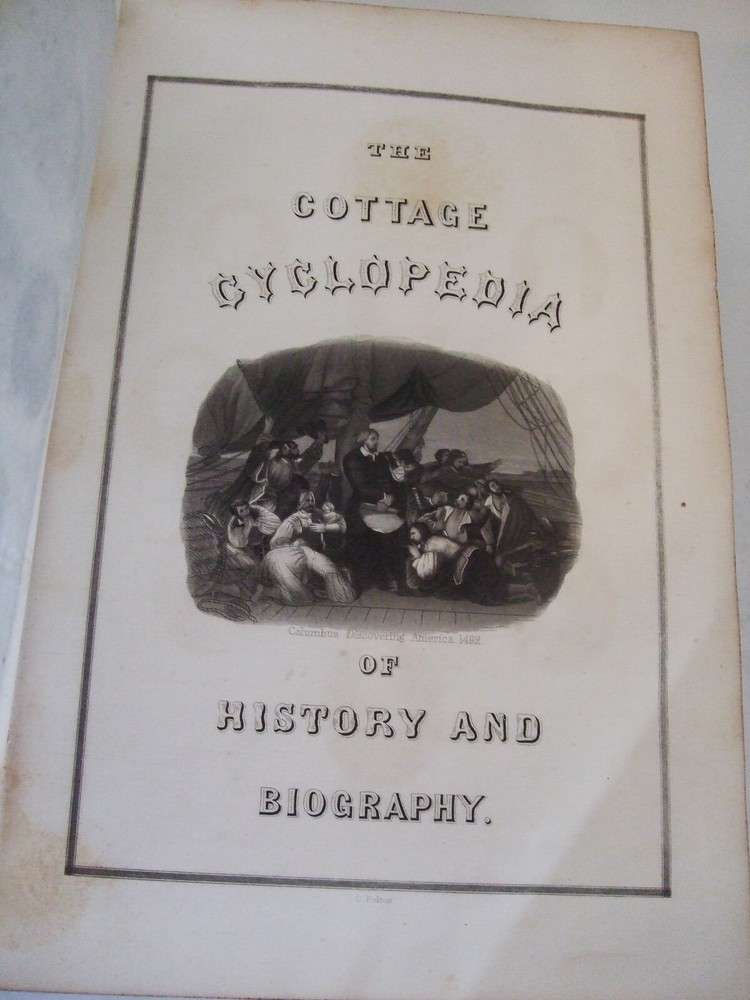 THE
COTTAGE
CYCLOPEDIA
Columbus Discovering America 1492
OF
HISTORY AND
BIOGRAPHY.